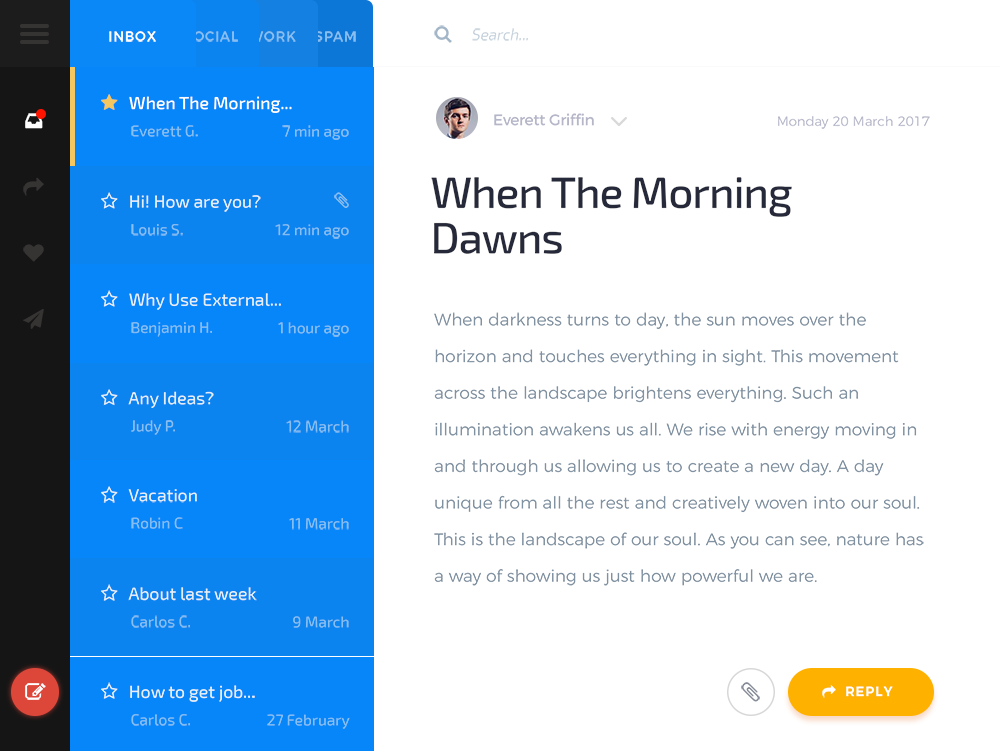 INBOX
OCIAL
ORK
SPAM
Search...
When The Morning...
Everett G.
7 min ago
Hi! How are you?
Louis S.
12 min ago
Why Use External...
Benjamin H.
1 hour ago
Any Ideas?
Judy P.
12 March
Vacation
Robin C
11 March
About last week
Carlos C.
9 March
How to get job...
Carlos C.
27 February
Everett Griffin
Monday 20 March 2017
When The Morning
Dawns
When darkness turns to day, the sun moves over the
horizon and touches everything in sight. This movement
across the landscape brightens everything. Such an
illumination awakens us all. We rise with energy moving in
and through us allowing us to create a new day. A day
unique from all the rest and creatively woven into our soul.
This is the landscape of our soul. As you can see, nature has
a way of showing us just how powerful we are.
REPLY